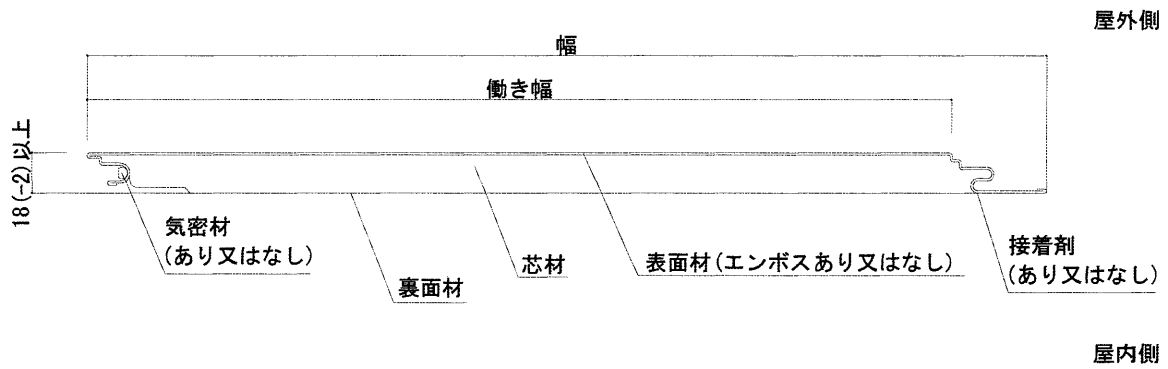 屋外側
幅
働き幅
18(-2)以上
気密材
(あり又はなし)
裏面材
芯材
表面材(エンボスあり又はなし)
接着剤
(あり又はなし)
屋内側